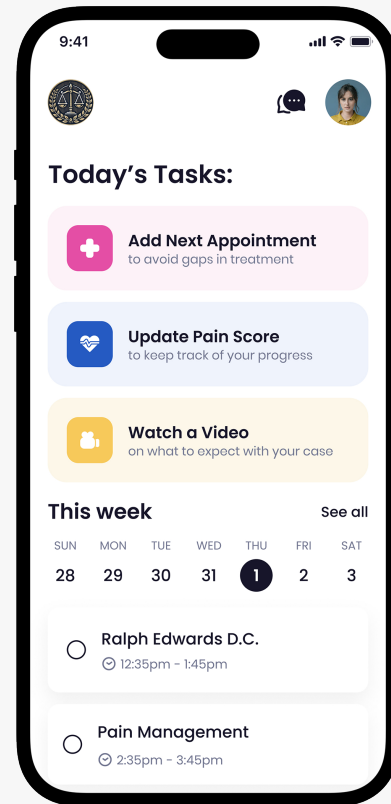 9:41
Today's Tasks:
Add Next Appointment
to avoid gaps in treatment
Update Pain Score
to keep track of your progress
Watch a Video
on what to expect with your case
This week
See all
SUN MON TUE WED THU FRI SAT
28 29 30 31 1 2 3
Ralph Edwards D.C.
12:35pm - 1:45pm
Pain Management
2:35pm - 3:45pm